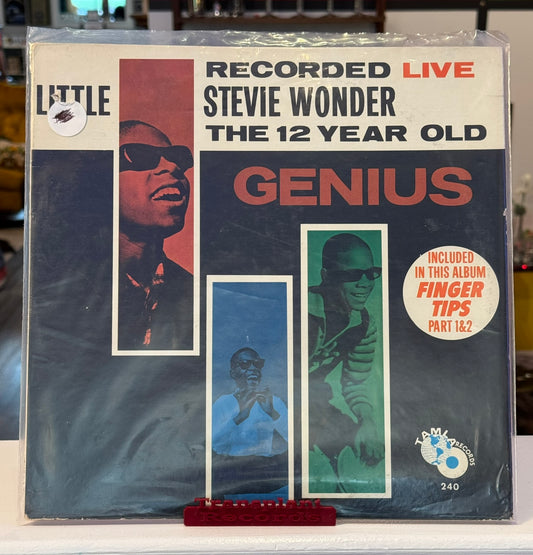 RECORDED LIVE
LITTLE STEVIE WONDER
THE 12 YEAR OLD
GENIUS
INCLUDED
IN THIS ALBUM
FINGER
TIPS
PART 1&2
TAMLA RECORDS
240
Records